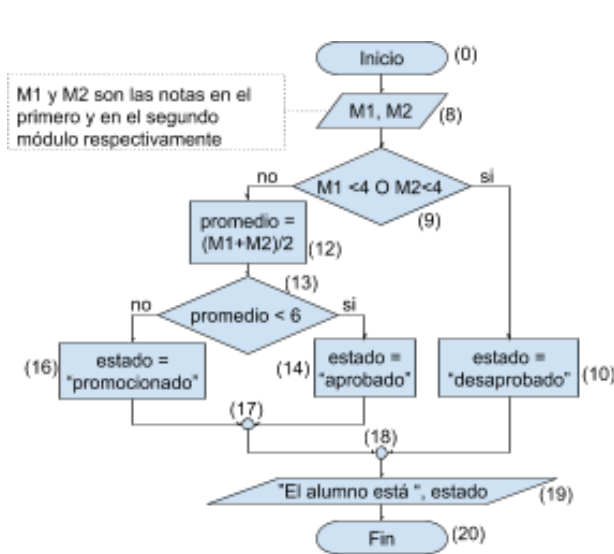 Inicio (0)
M1 y M2 son las notas en el
primero y en el segundo
módulo respectivamente
M1, M2 (8)
no
M1 <4 O M2<4
si
(9)
promedio =
(M1+M2)/2
(12)
(13)
no
promedio < 6
si
(16)
estado =
"promocionado"
(14)
estado =
"aprobado"
estado =
"desaprobado"
(10)
(17)
(18)
"El alumno está ", estado
(19)
Fin (20)